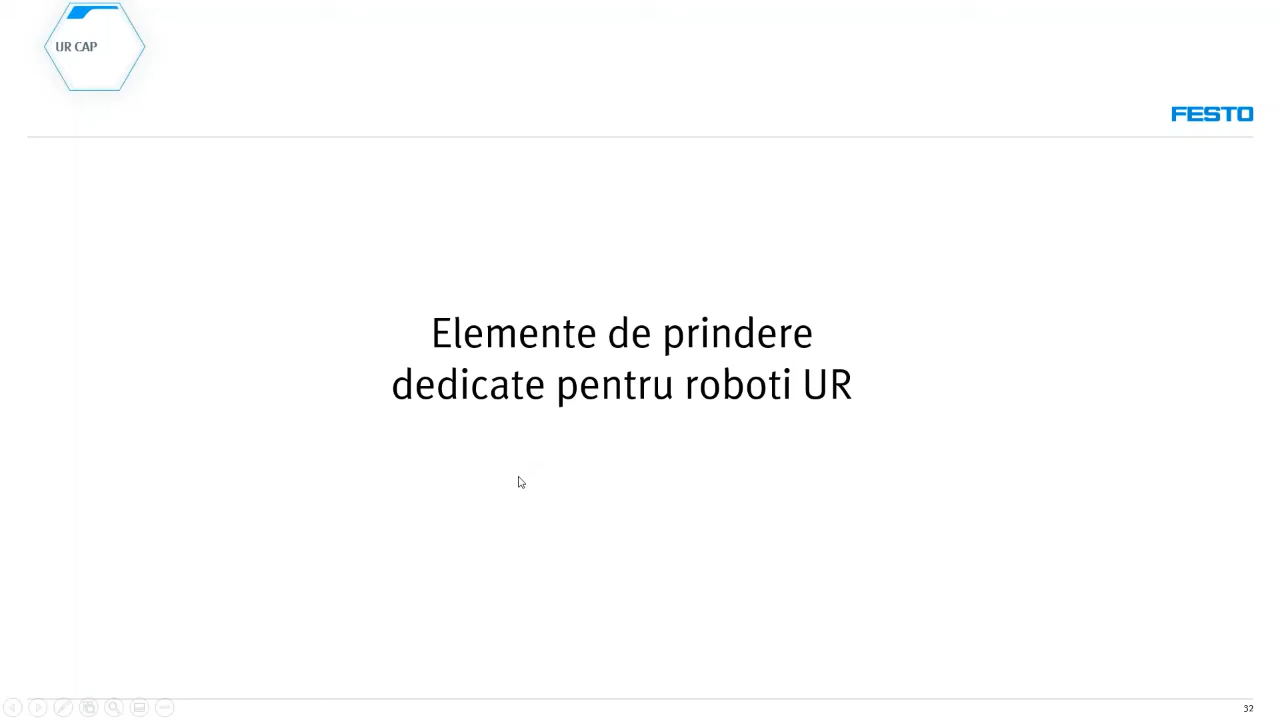 UR CAP
FESTO
Elemente de prindere
dedicate pentru roboti UR
32